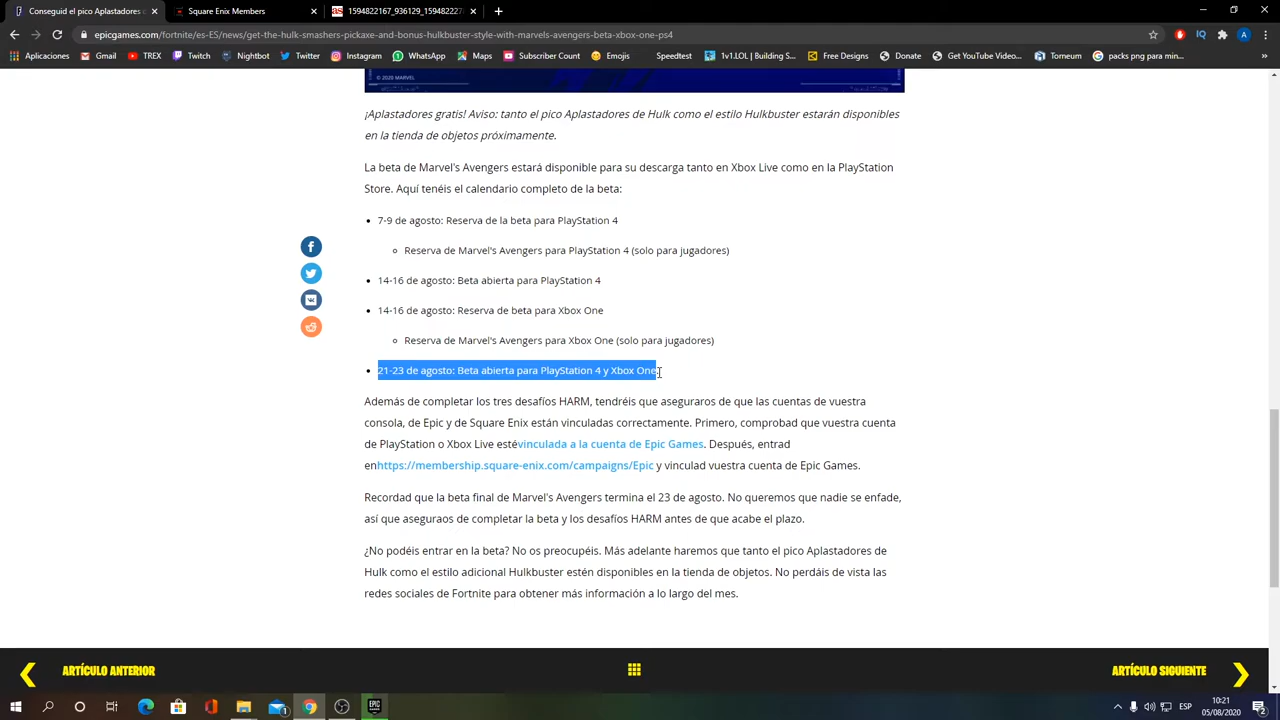 Conseguid el pico Aplastadores de
Square Enix Members
1594822167_936129_1594822277
epicgames.com/fortnite/es-ES/news/get-the-hulk-smashers-pickaxe-and-bonus-hulkbuster-style-with-marvels-avengers-beta-xbox-one-ps4
Aplicaciones Gmail TREX Twitch Nightbot Instagram WhatsApp Maps Subscriber Count Emojis Speedtest 1v1.LOL | Building S... Free Designs Donate Get YouTube Video... Torneum packs png para min... »
© 2020 MARVEL
¡Aplastadores gratis! Aviso: tanto el pico Aplastadores de Hulk como el estilo Hulkbuster estarán disponibles
en la tienda de objetos próximamente.
La beta de Marvel's Avengers estará disponible para su descarga tanto en Xbox Live como en la PlayStation
Store. Aquí tenéis el calendario completo de la beta:
7-9 de agosto: Reserva de la beta para PlayStation 4
Reserva de Marvel's Avengers para PlayStation 4 (solo para jugadores)
14-16 de agosto: Beta abierta para PlayStation 4
14-16 de agosto: Reserva de beta para Xbox One
Reserva de Marvel's Avengers para Xbox One (solo para jugadores)
21-23 de agosto: Beta abierta para PlayStation 4 y Xbox One
Además de completar los tres desafíos HARM, tendréis que aseguraros de que las cuentas de vuestra
consola, de Epic y de Square Enix están vinculadas correctamente. Primero, comprobad que vuestra cuenta
de PlayStation o Xbox Live estévinculada a la cuenta de Epic Games. Después, entrad
enhttps://membership.square-enix.com/campaigns/Epic y vinculad vuestra cuenta de Epic Games.
Recordad que la beta final de Marvel's Avengers termina el 23 de agosto. No queremos que nadie se enfade,
así que aseguraos de completar la beta y los desafíos HARM antes de que acabe el plazo.
¿No podéis entrar en la beta? No os preocupéis. Más adelante haremos que tanto el pico Aplastadores de
Hulk como el estilo adicional Hulkbuster estén disponibles en la tienda de objetos. No perdáis de vista las
redes sociales de Fortnite para obtener más información a lo largo del mes.
ARTÍCULO ANTERIOR
ARTÍCULO SIGUIENTE
ESP
10:21
05/08/2020